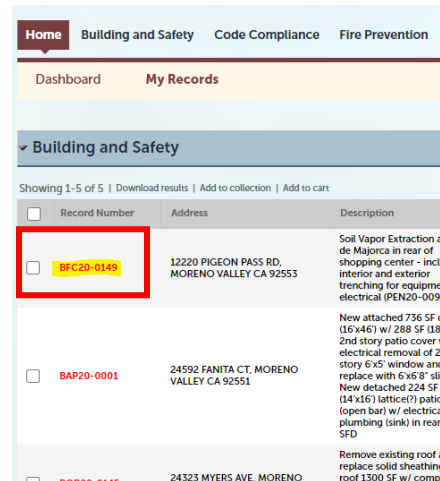 Home Building and Safety Code Compliance Fire Prevention
Dashboard My Records
Building and Safety
Showing 1-5 of 5 | Download results | Add to collection | Add to cart
Record Number Address Description
BFC20-0149 12220 PIGEON PASS RD, MORENO VALLEY CA 92553
Soil Vapor Extraction
de Majorca in rear of
shopping center - incl
interior and exterior
trenching for equipme
electrical (PEN20-009
BAP20-0001 24592 FANITA CT, MORENO VALLEY CA 92551
New attached 736 SF
(16'x46') w/ 288 SF (18
2nd story patio cover
electrical removal of 2
story 6'x5' window and
replace with 6'x6'8" sli
New detached 224 SF
(14'x16') lattice(?) patio
(open bar) w/ electrica
plumbing (sink) in rear
SFD
24323 MYERS AVE, MORENO
Remove existing roof
replace solid sheathing
roof 1300 SF w/ comp